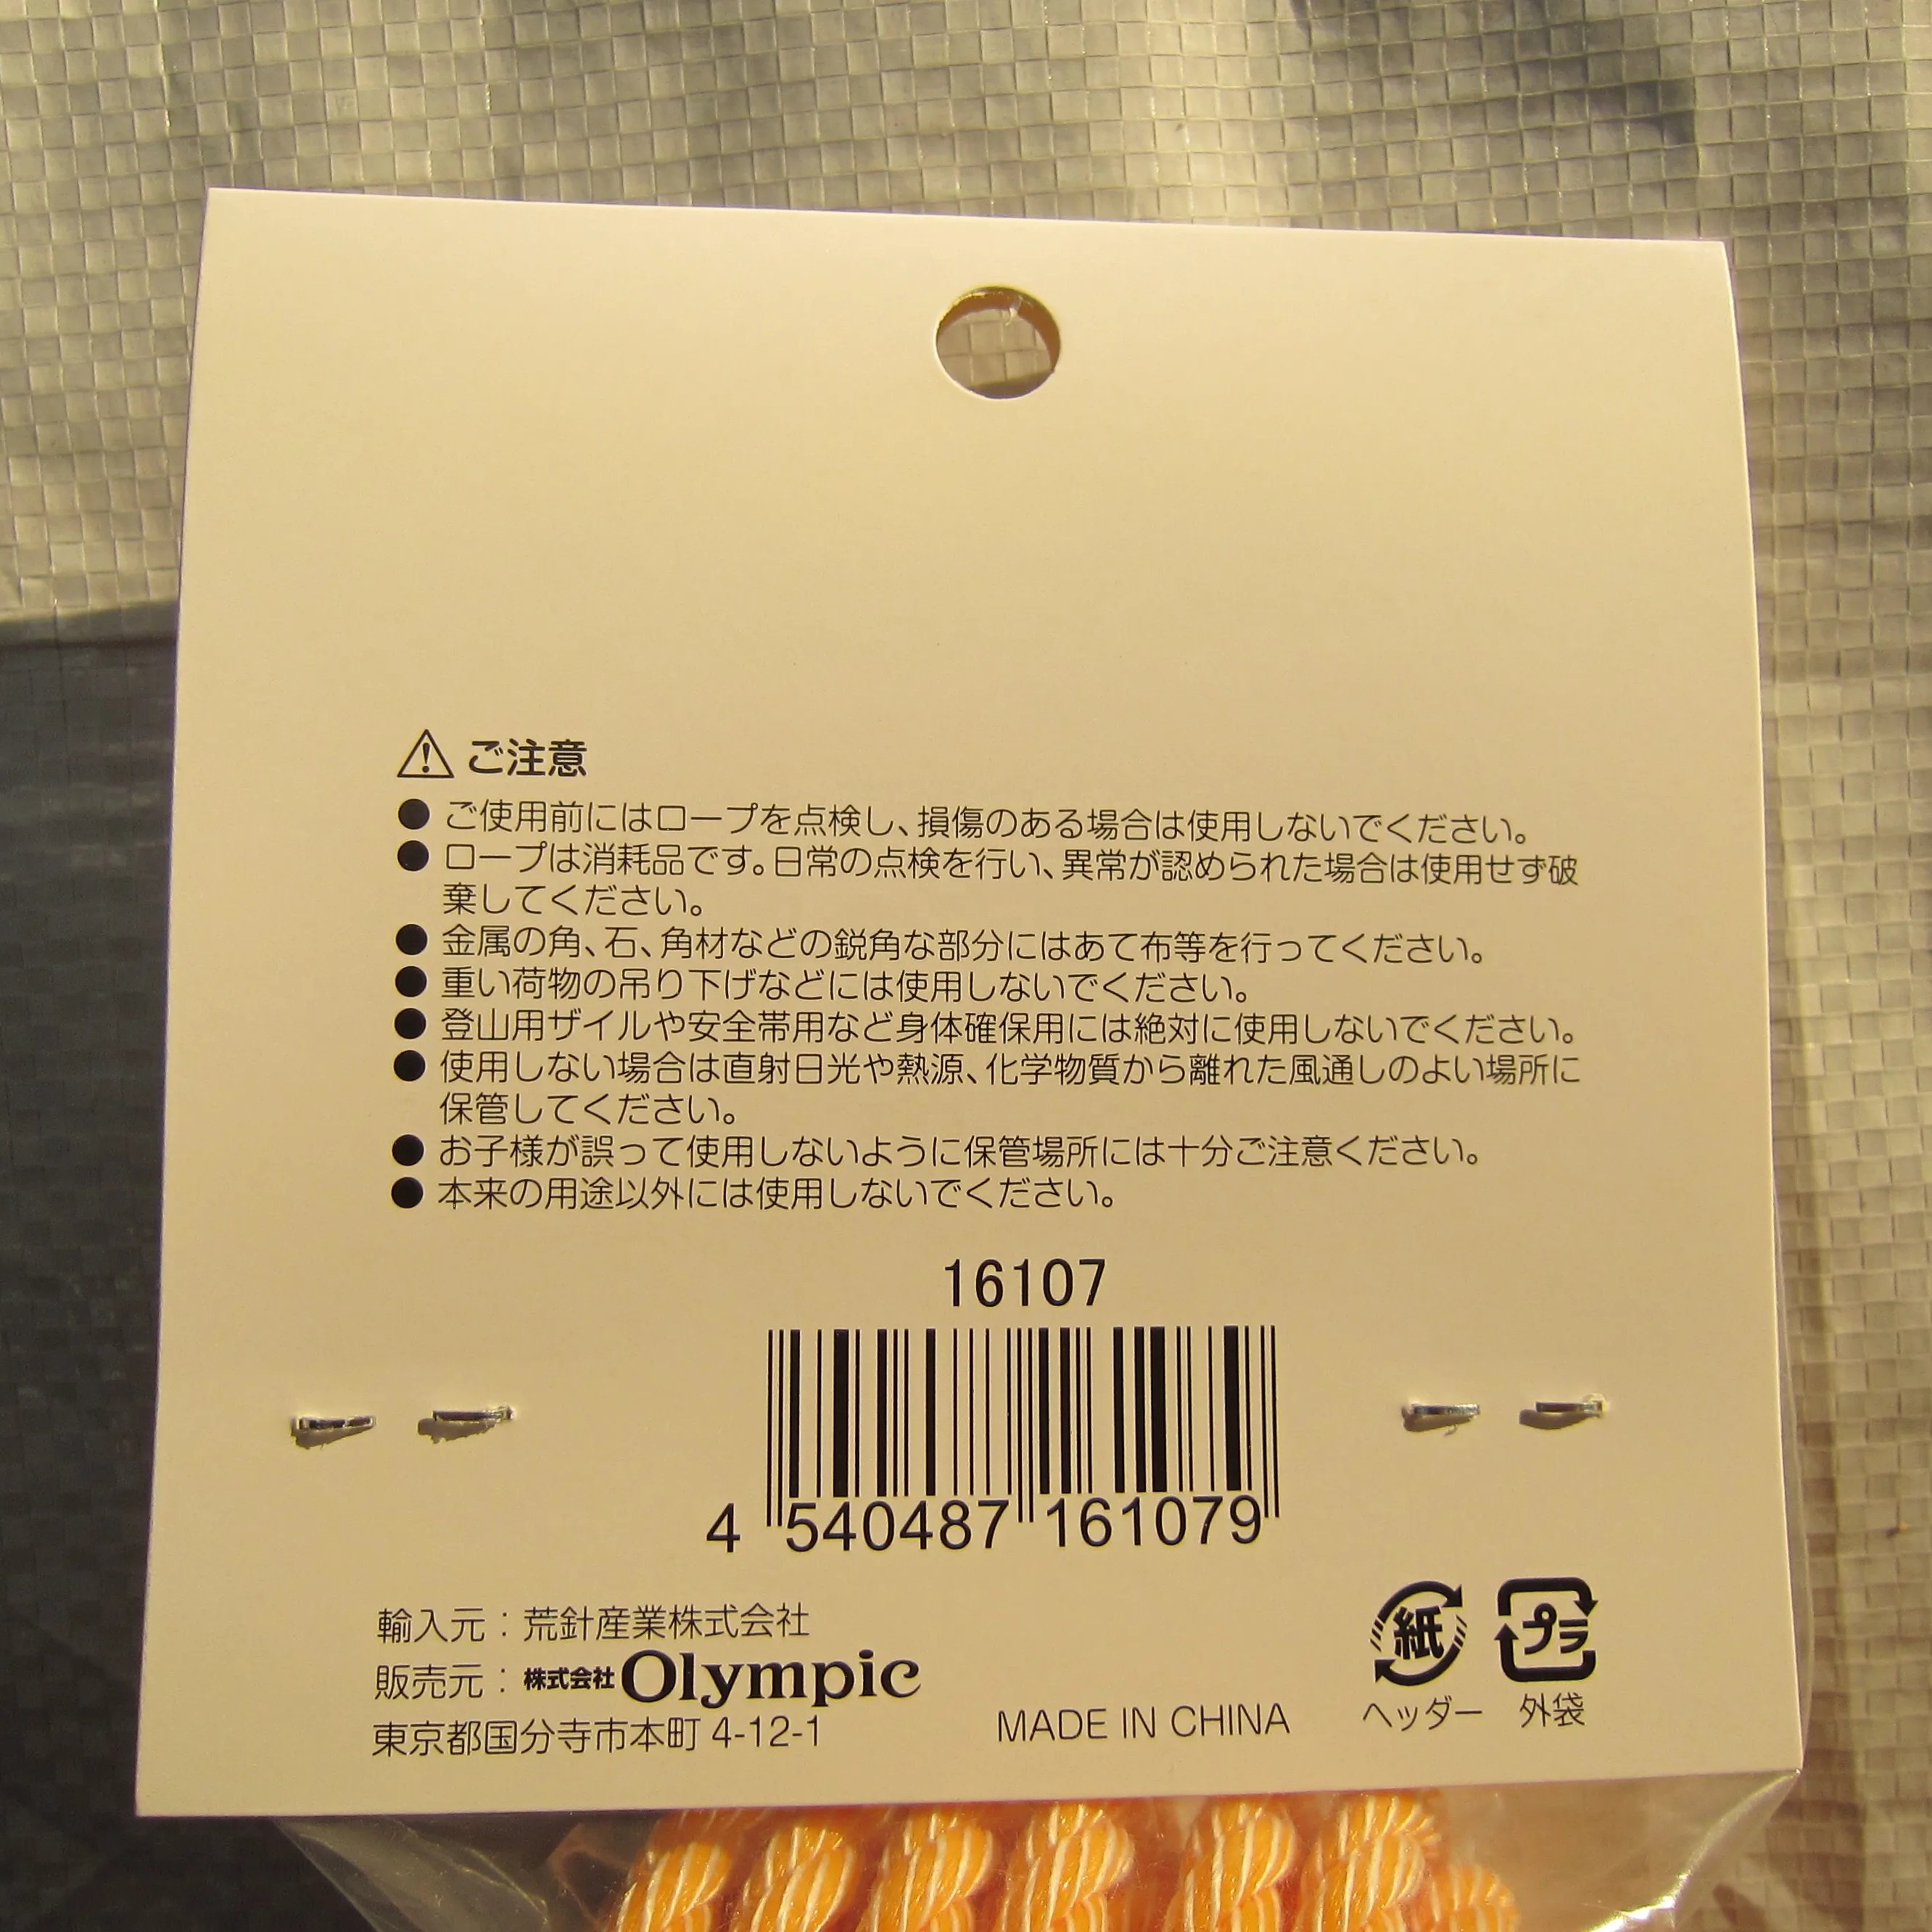 ご注意
● ご使用前にはロープを点検し、損傷のある場合は使用しないでください。
● ロープは消耗品です。日常の点検を行い、異常が認められた場合は使用せず破
棄してください。
● 金属の角、石、角材などの鋭角な部分にはあて布等を行ってください。
● 重い荷物の吊り下げなどには使用しないでください。
● 登山用ザイルや安全帯用など身体確保用には絶対に使用しないでください。
● 使用しない場合は直射日光や熱源、化学物質から離れた風通しのよい場所に
保管してください。
● お子様が誤って使用しないように保管場所には十分ご注意ください。
● 本来の用途以外には使用しないでください。
16107
4 540487 161079
輸入元：荒針産業株式会社
販売元：株式会社Olympic
東京都国分寺市本町 4-12-1
MADE IN CHINA
紙 プラ
ヘッダー 外袋